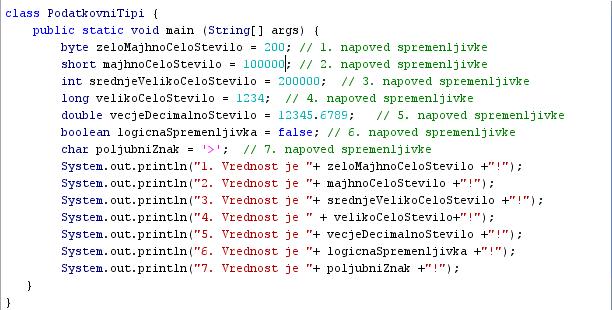 class PodatkovniTipi {
    public static void main (String[] args) {
        byte zeloMajhnoCeloStevilo = 200; // 1. napoved spremenljivke
        short majhnoCeloStevilo = 100000; // 2. napoved spremenljivke
        int srednjeVelikoCeloStevilo = 200000;  // 3. napoved spremenljivke
        long velikoCeloStevilo = 1234;  // 4. napoved spremenljivke
        double vecjeDecimalnoStevilo = 12345.6789;   // 5. napoved spremenljivke
        boolean logicnaSpremenljivka = false; // 6. napoved spremenljivke
        char poljubniZnak = '>';  // 7. napoved spremenljivke
        System.out.println("1. Vrednost je "+ zeloMajhnoCeloStevilo +"!");
        System.out.println("2. Vrednost je "+ majhnoCeloStevilo +"!");
        System.out.println("3. Vrednost je "+ srednjeVelikoCeloStevilo +"!");
        System.out.println("4. Vrednost je " + velikoCeloStevilo+"!");
        System.out.println("5. Vrednost je "+ vecjeDecimalnoStevilo +"!");
        System.out.println("6. Vrednost je "+ logicnaSpremenljivka +"!");
        System.out.println("7. Vrednost je "+ poljubniZnak +"!");
   }
}